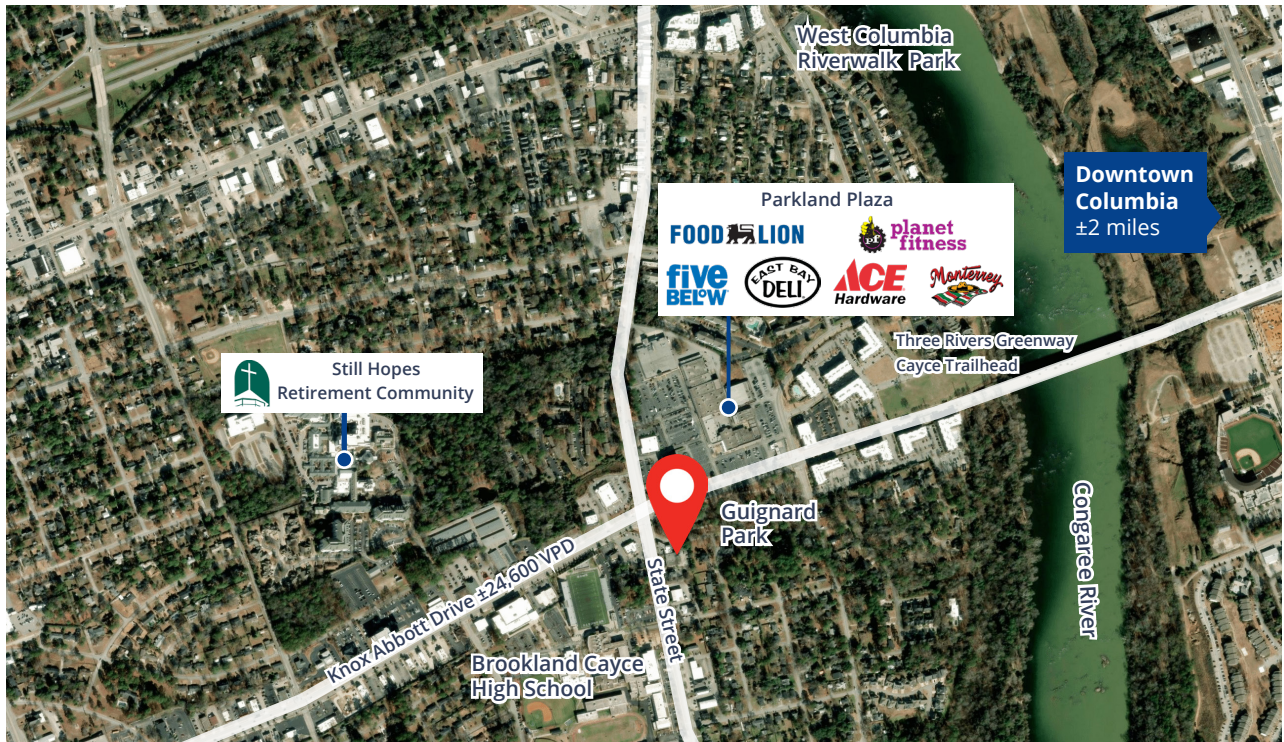 West Columbia
Riverwalk Park
Downtown
Columbia
±2 miles
Parkland Plaza
FOOD LION
pf
planet
fitness
five
BELOW
EAST BAY
DELI
ACE
Hardware
Monterrey
Three Rivers Greenway
Cayce Trailhead
Still Hopes
Retirement Community
Guignard
Park
Congaree River
Knox Abbott Drive ±24,600 VPD
State Street
Brookland Cayce
High School